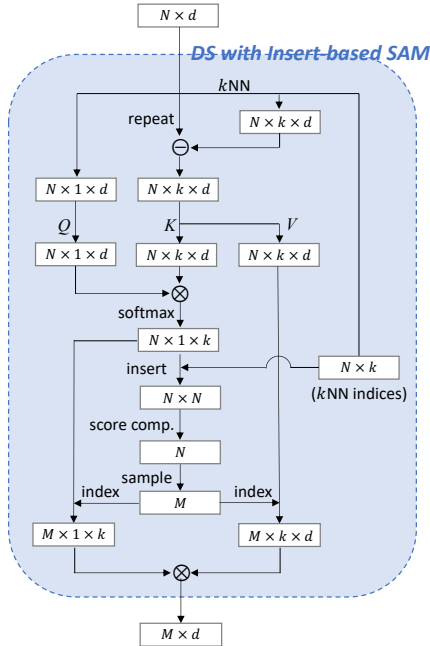 N × d
DS with Insert-based SAM
kNN
repeat
N × k × d
−
N × 1 × d
N × k × d
Q
K
V
N × 1 × d
N × k × d
N × k × d
⊗
softmax
N × 1 × k
insert
N × k
(kNN indices)
N × N
score comp.
N
sample
index
M
index
M × 1 × k
M × k × d
⊗
M × d